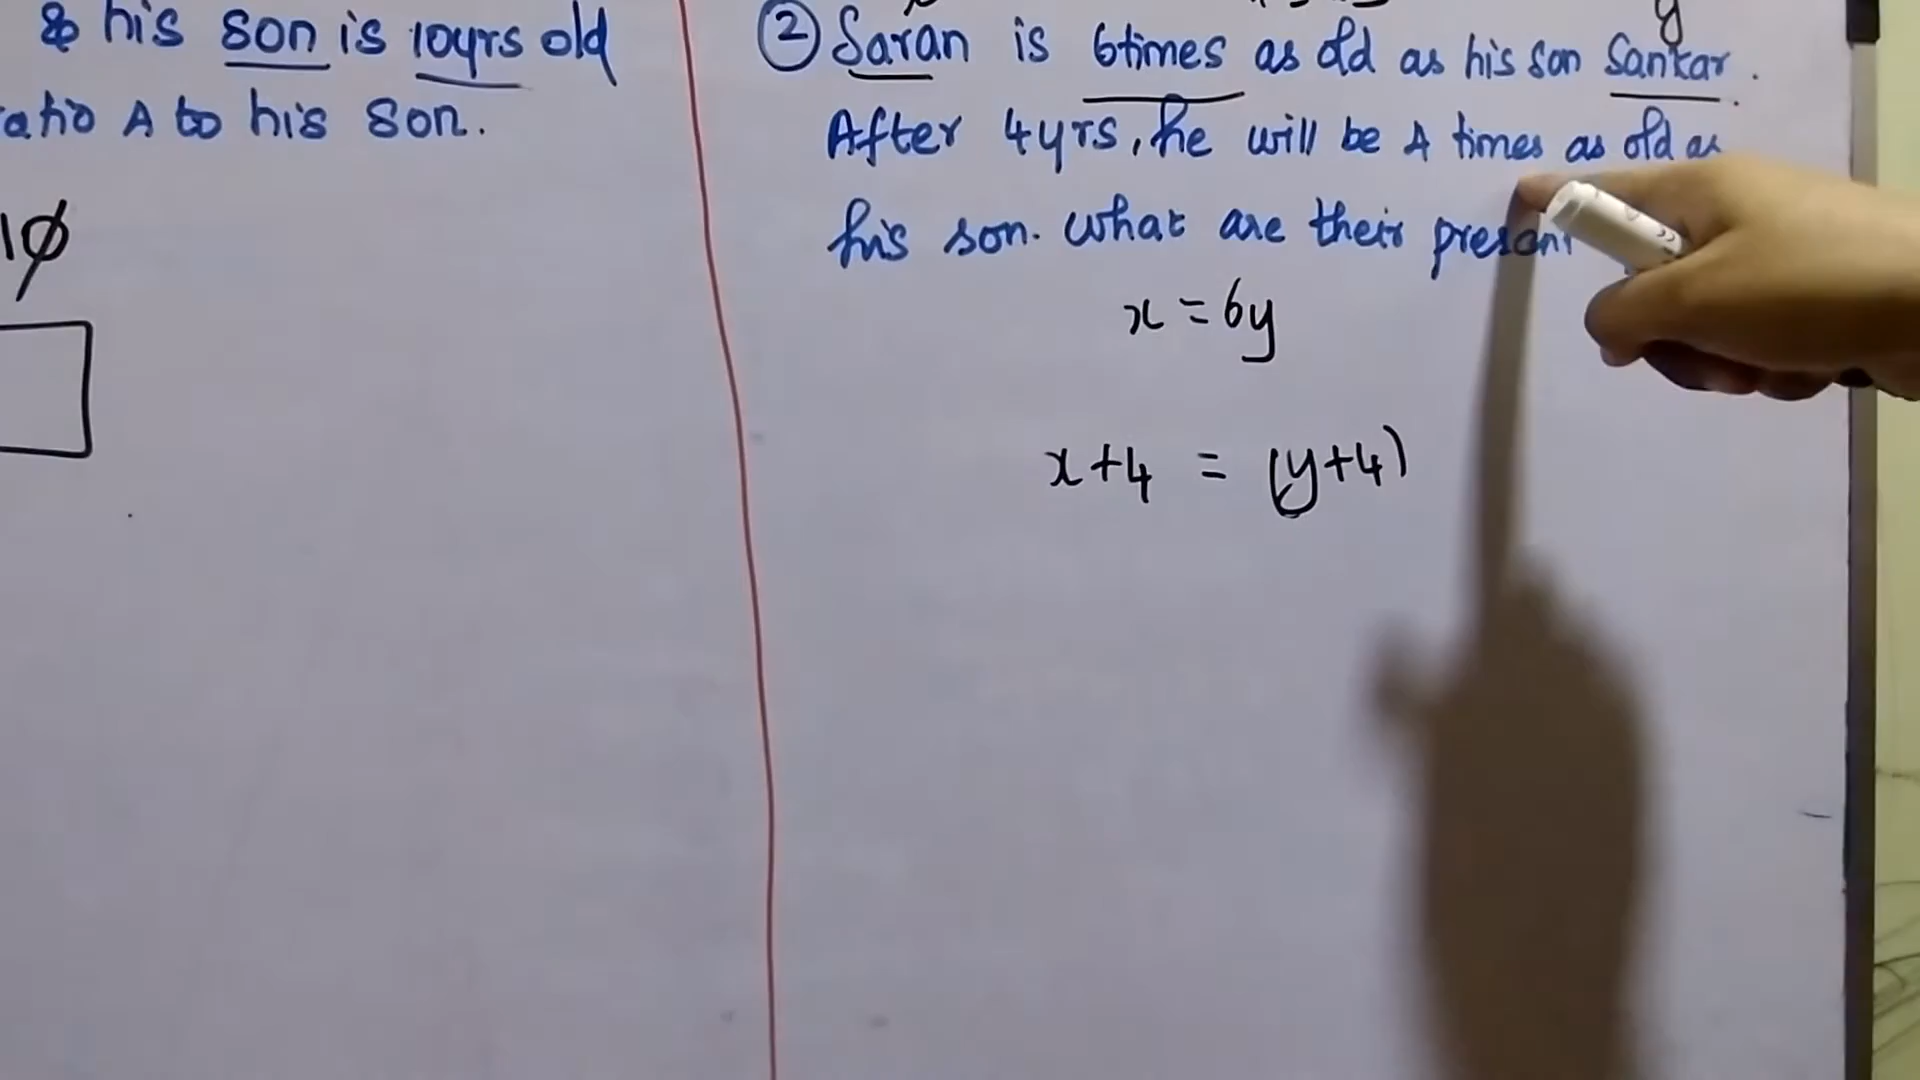 & his son is 10yrs old
atio A to his son.
10
② Saran is 6times as old as his son Sankar.
y
After 4yrs, he will be 4 times as old as
his son. What are their present
x = 6y
x+4 = (y+4)